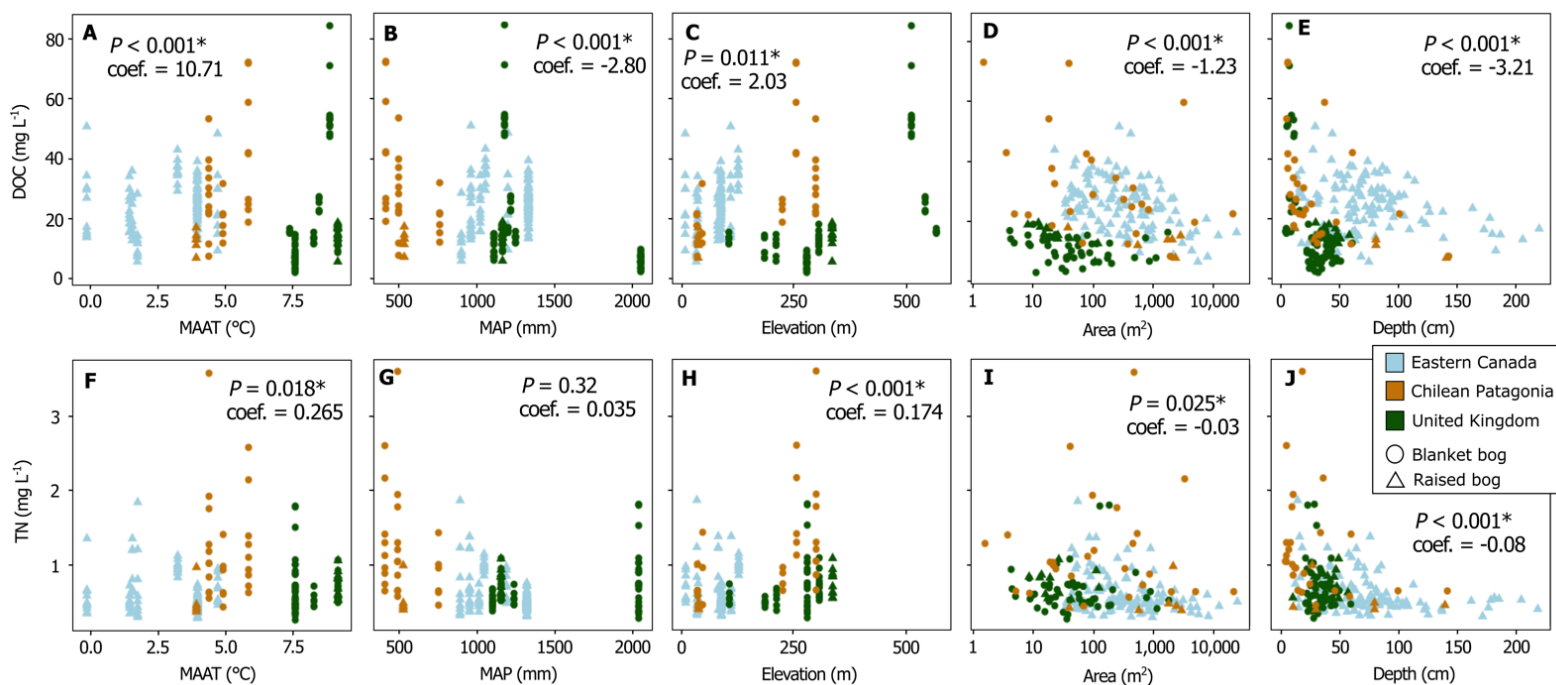 A
P < 0.001*
coef. = 10.71
B
P < 0.001*
coef. = -2.80
C
P = 0.011*
coef. = 2.03
D
P < 0.001*
coef. = -1.23
E
P < 0.001*
coef. = -3.21
DOC (mg L-1)
80
60
40
20
0
0.0 2.5 5.0 7.5
MAAT (°C)
500 1000 1500 2000
MAP (mm)
0 250 500
Elevation (m)
1 10 100 1,000 10,000
Area (m2)
0 50 100 150 200
Depth (cm)
F
P = 0.018*
coef. = 0.265
G
P = 0.32
coef. = 0.035
H
P < 0.001*
coef. = 0.174
I
P = 0.025*
coef. = -0.03
J
P < 0.001*
coef. = -0.08
Eastern Canada
Chilean Patagonia
United Kingdom
Blanket bog
Raised bog
TN (mg L-1)
3
2
1
0.0 2.5 5.0 7.5
MAAT (°C)
500 1000 1500 2000
MAP (mm)
0 250 500
Elevation (m)
1 10 100 1,000 10,000
Area (m2)
0 50 100 150 200
Depth (cm)